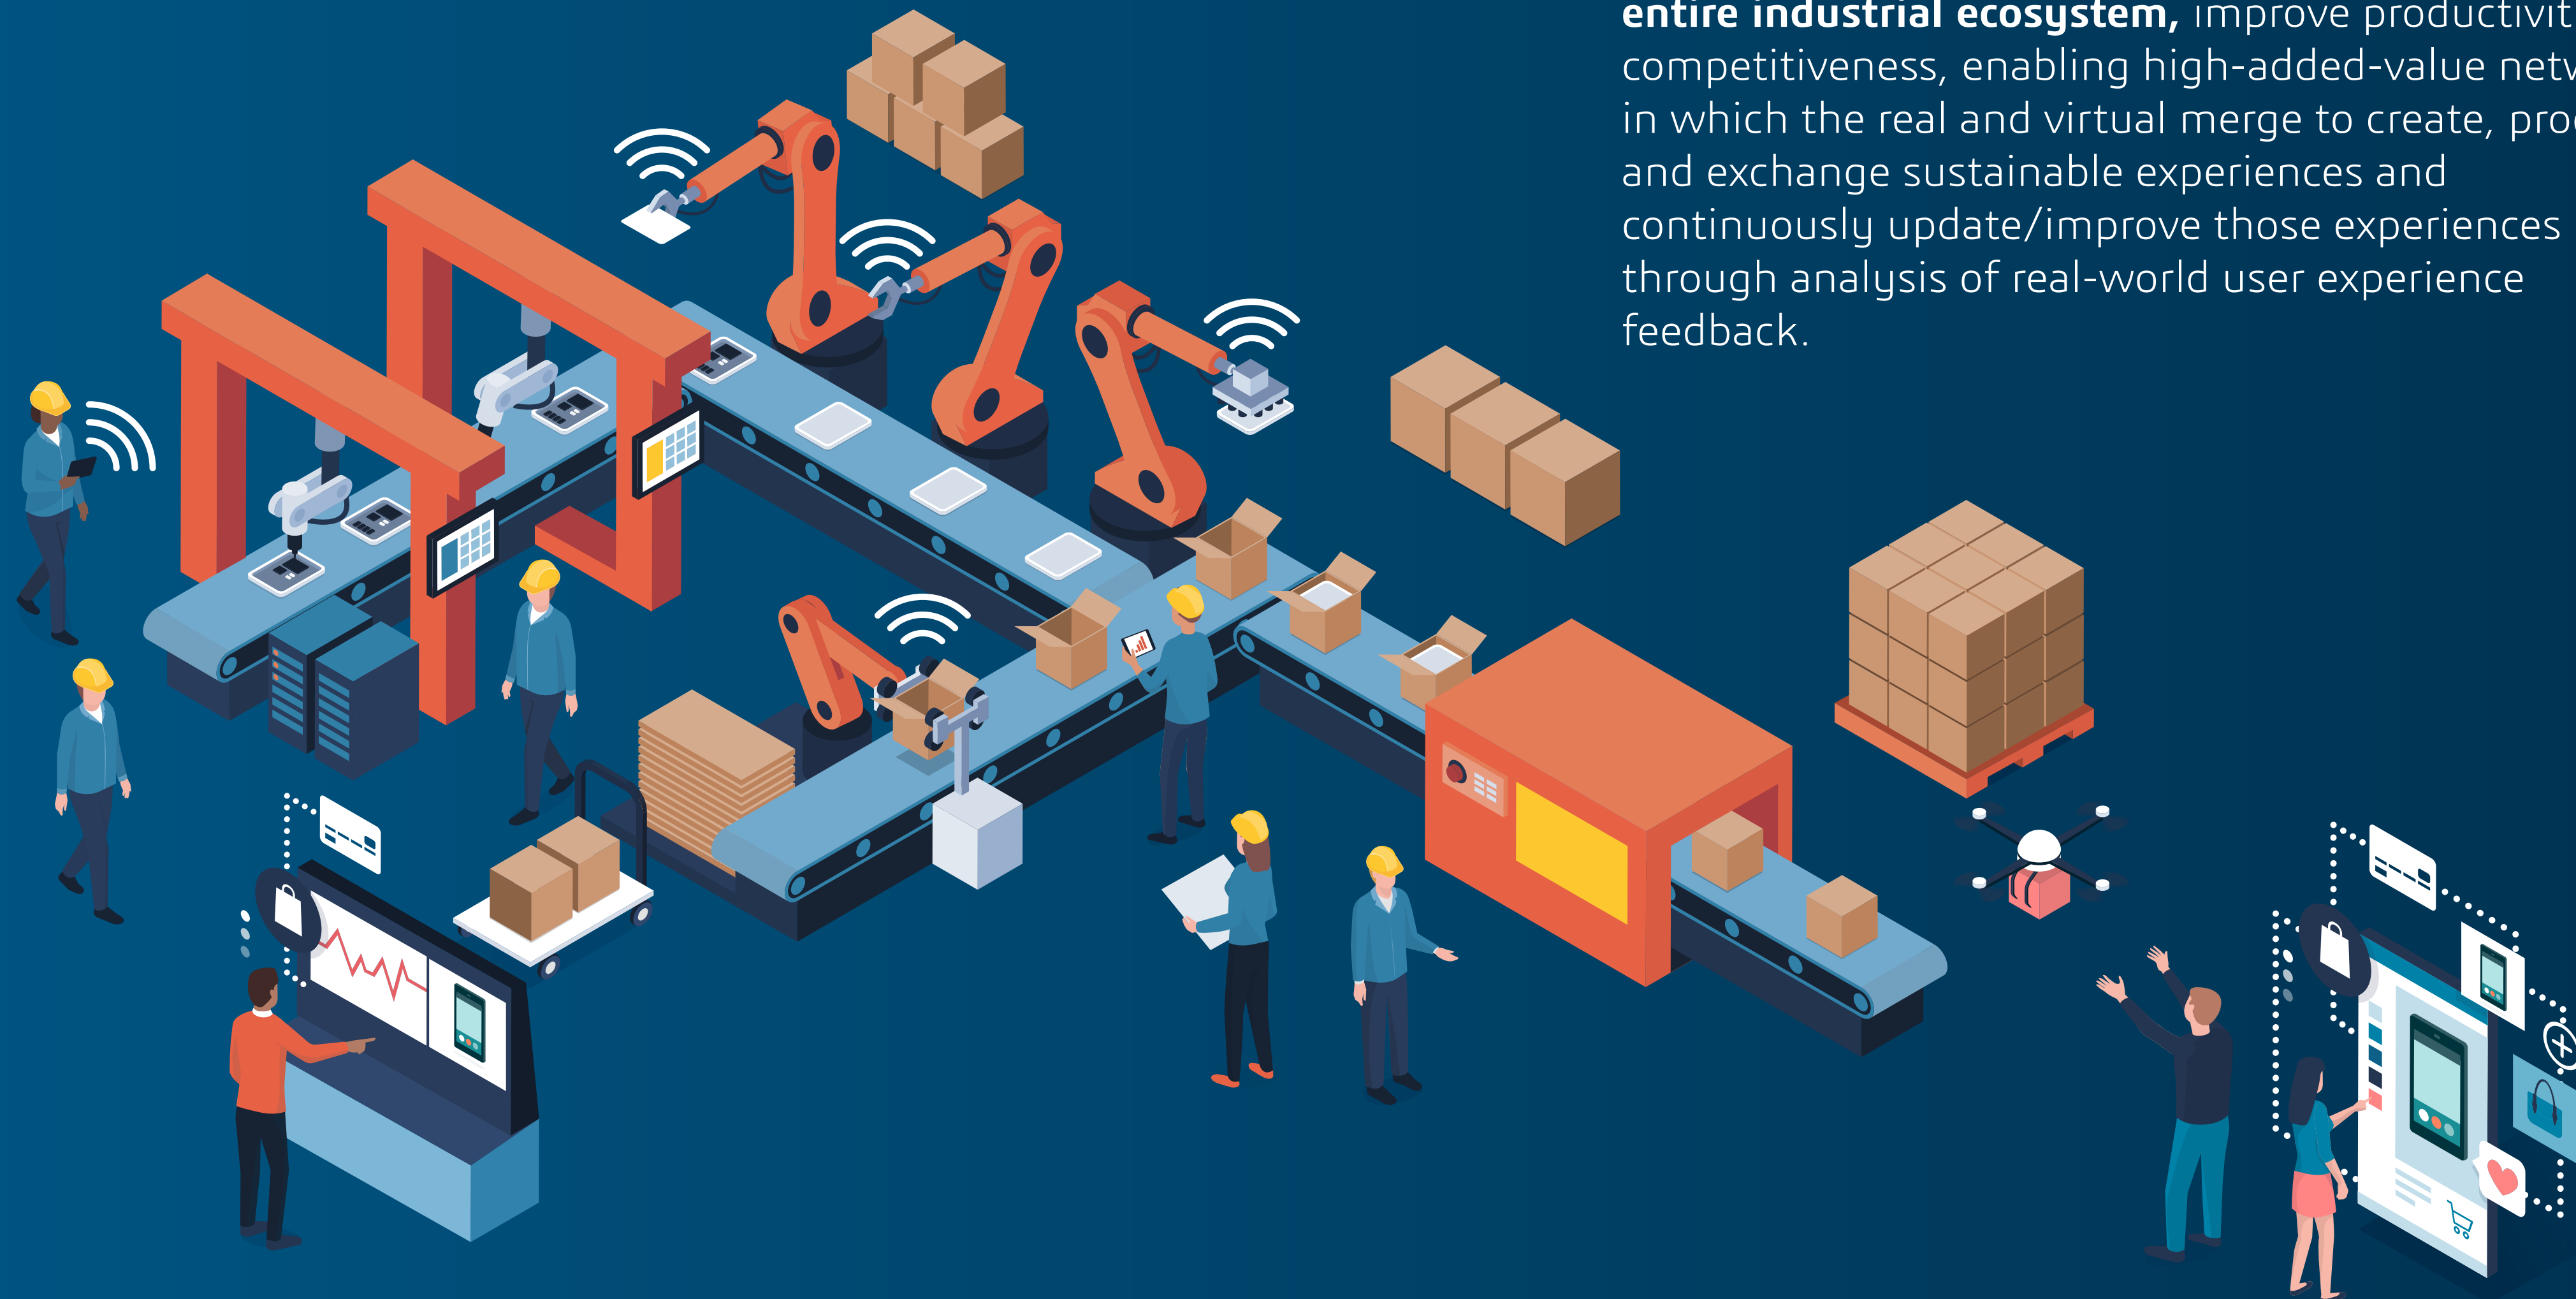 entire industrial ecosystem, improve productivit
competitiveness, enabling high-added-value netw
in which the real and virtual merge to create, pro
and exchange sustainable experiences and
continuously update/improve those experiences
through analysis of real-world user experience
feedback.